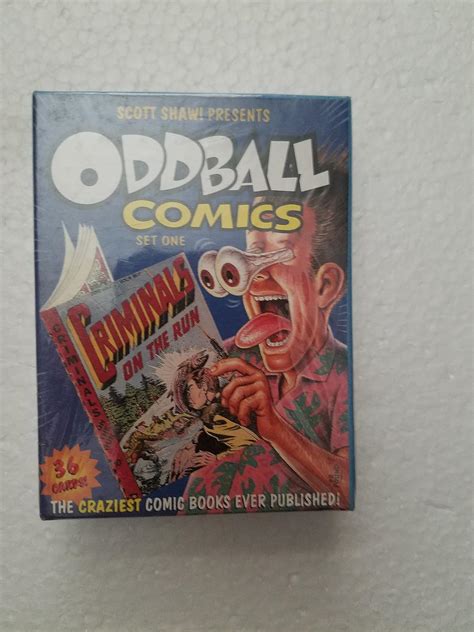 SCOTT SHAW! PRESENTS
ODDBALL
COMICS
SET ONE
CRIMINALS
CRIMINALS
ON THE RUN
36
CARDS!
THE CRAZIEST COMIC BOOKS EVER PUBLISHED!